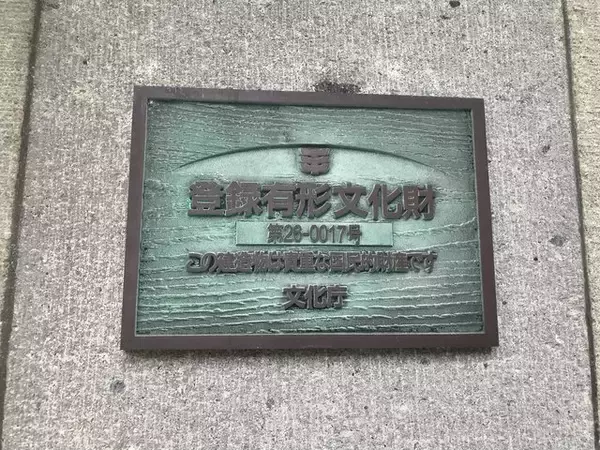 登録有形文化財
第26-0017号
この建造物は貴重な国民的財産です
文化庁